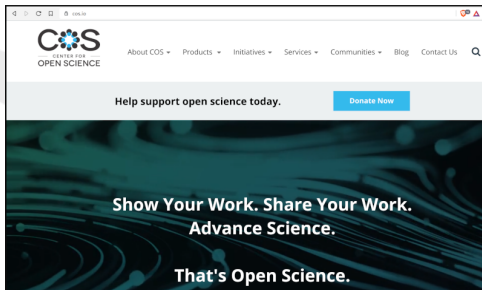 cos.io
COS
CENTER FOR
OPEN SCIENCE
About COS Products Initiatives Services Communities Blog Contact Us
Help support open science today. Donate Now
Show Your Work. Share Your Work.
Advance Science.
That's Open Science.